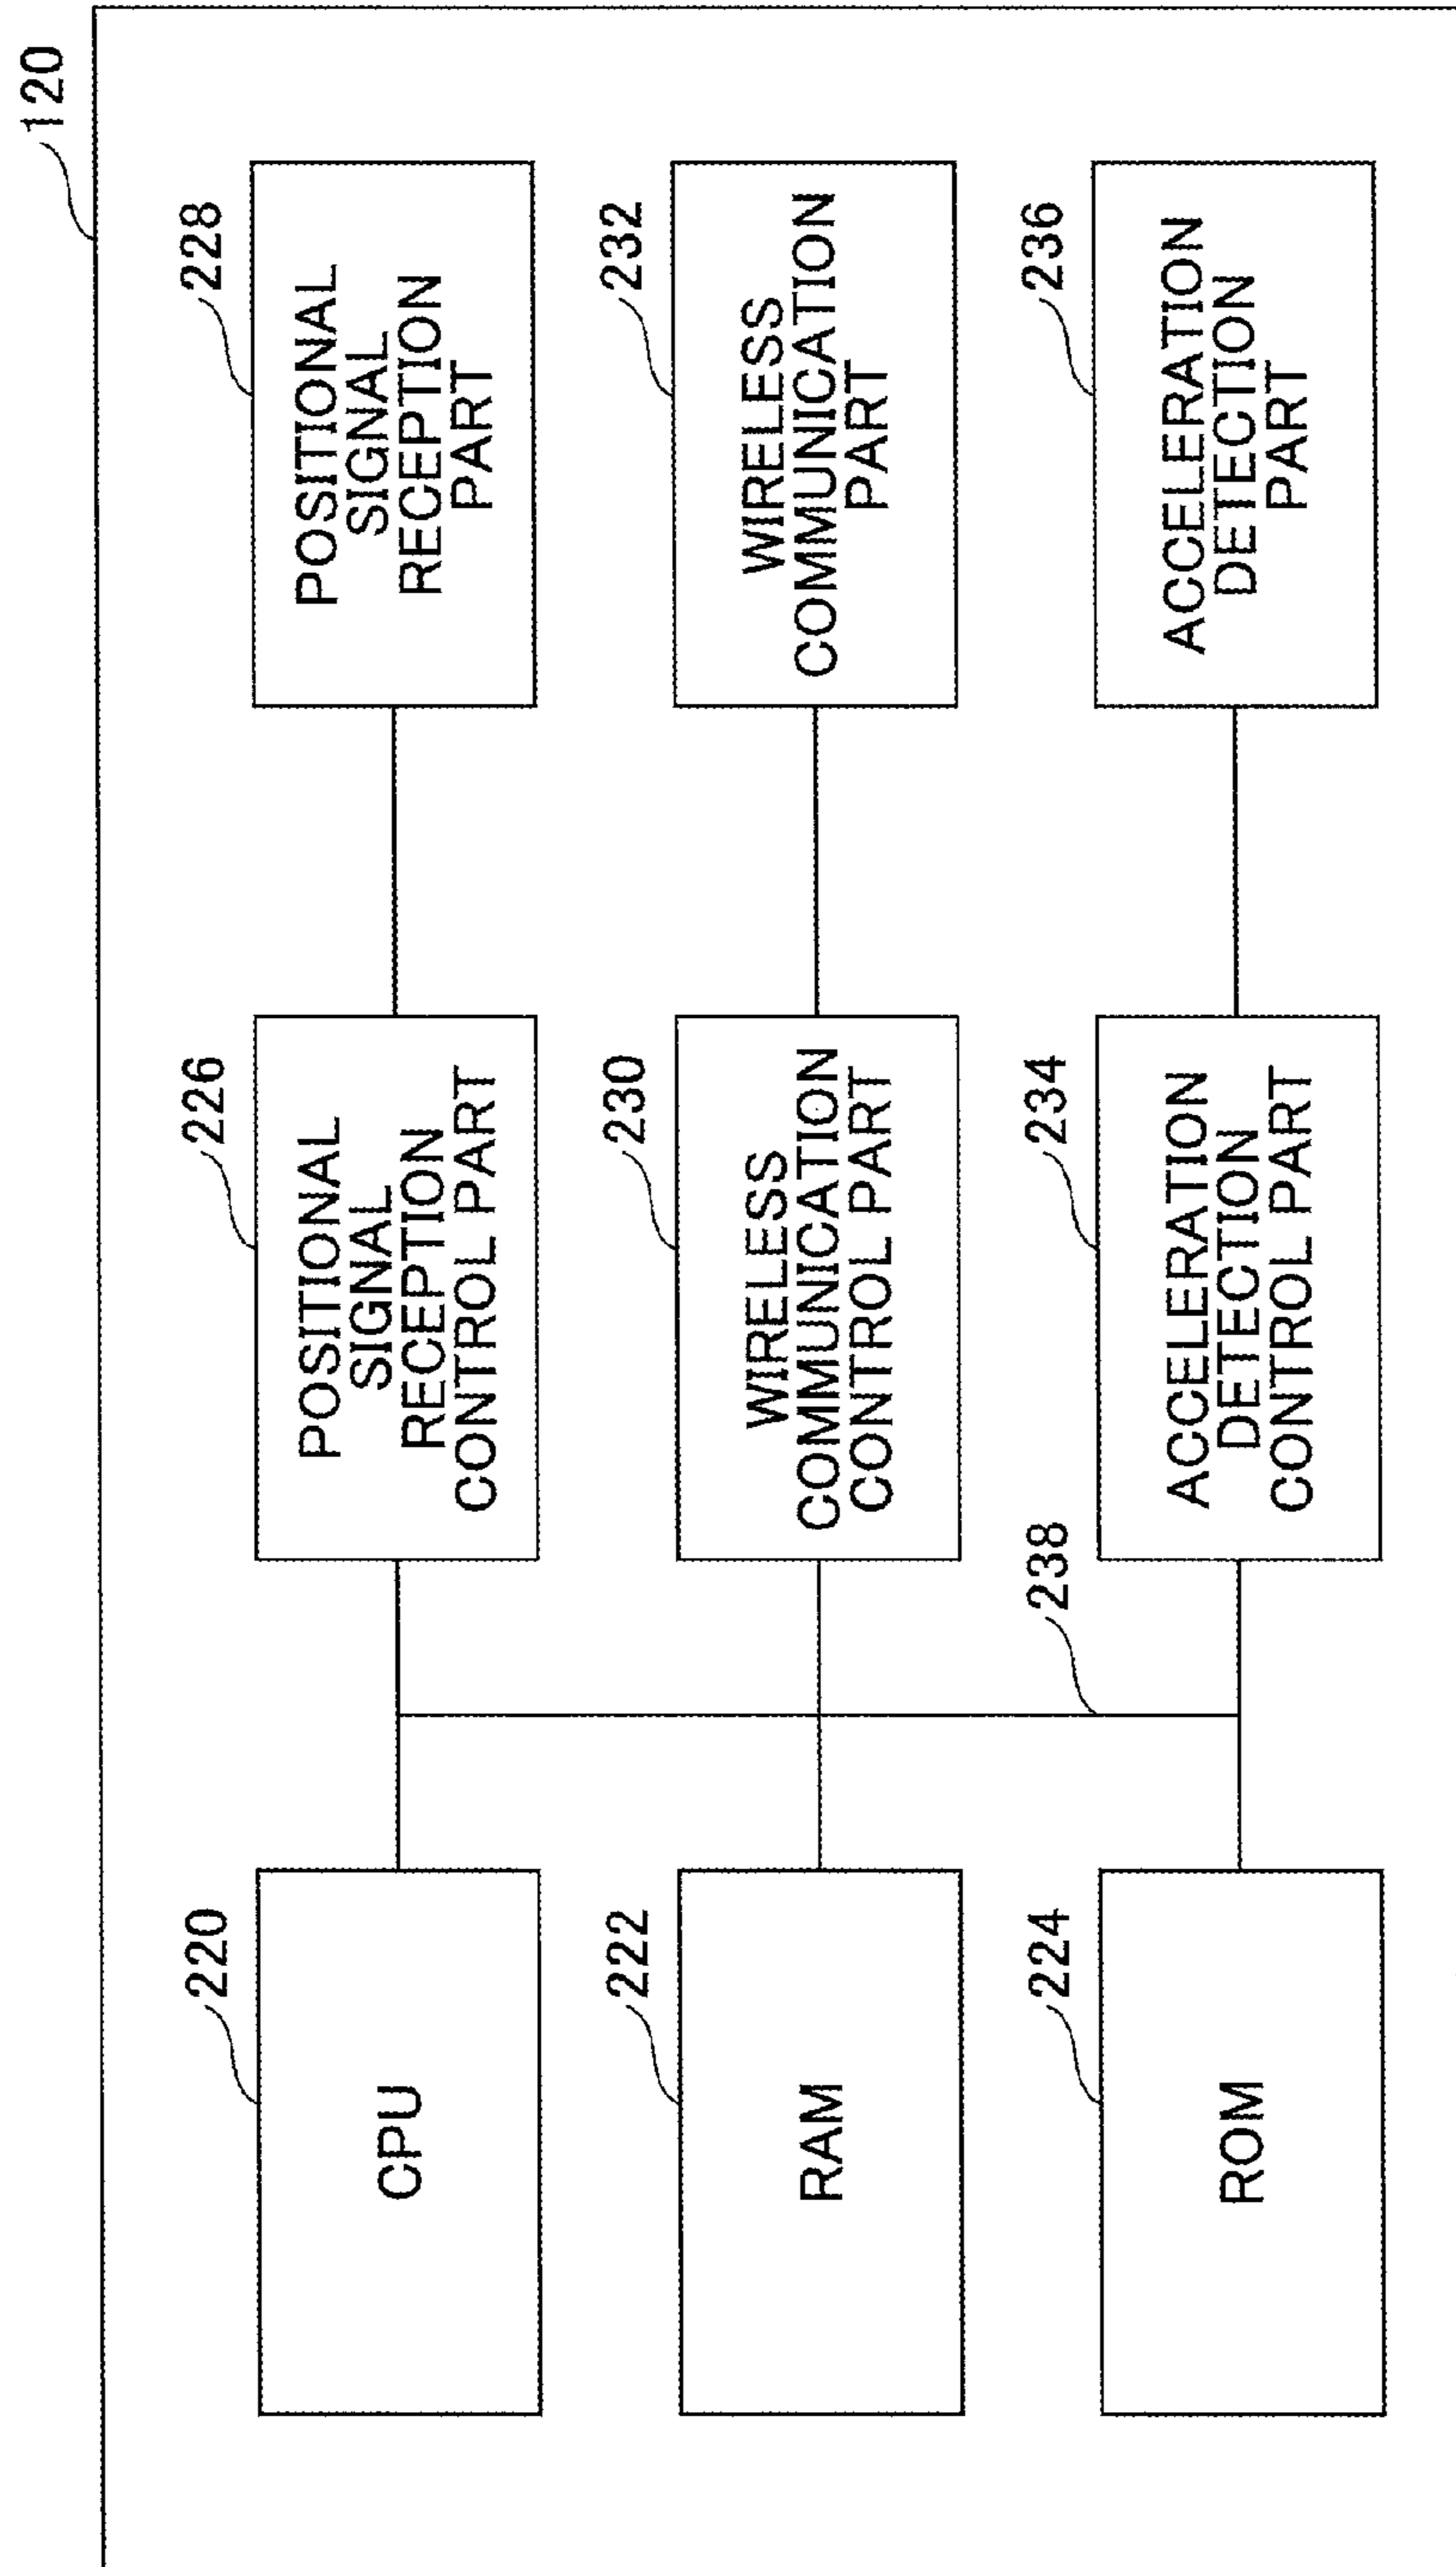 120
220
CPU
226
POSITIONAL
SIGNAL
RECEPTION
CONTROL PART
228
POSITIONAL
SIGNAL
RECEPTION
PART
222
RAM
230
WIRELESS
COMMUNICATION
CONTROL PART
232
WIRELESS
COMMUNICATION
PART
224
ROM
238
234
ACCELERATION
DETECTION
CONTROL PART
236
ACCELERATION
DETECTION
PART